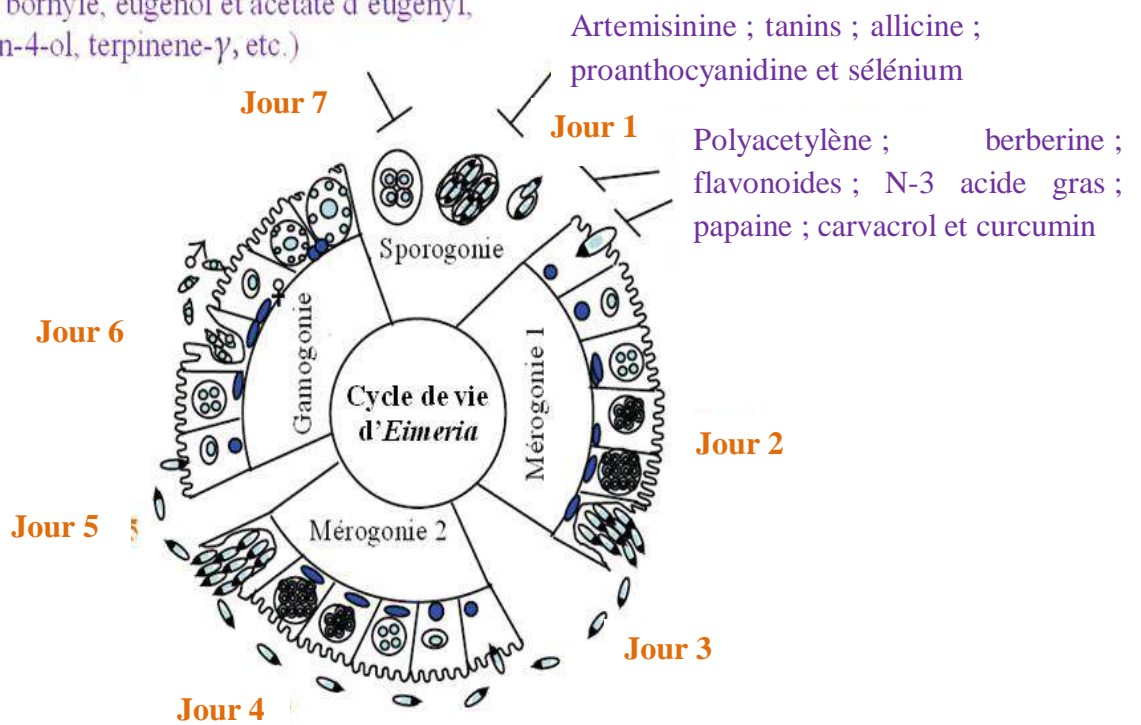 bornyle, eugenol et acetate d'eugenyl,
n-4-ol, terpinene-γ, etc.)
Artemisinine ; tanins ; allicine ;
proanthocyanidine et sélénium
Jour 7
Jour 1
Polyacetylène ; berberine ;
flavonoides ; N-3 acide gras ;
papaine ; carvacrol et curcumin
Sporogonie
Jour 6
Gamogonie
Mérogonie 1
Cycle de vie
d'Eimeria
Jour 2
Jour 5
Mérogonie 2
Jour 3
Jour 4